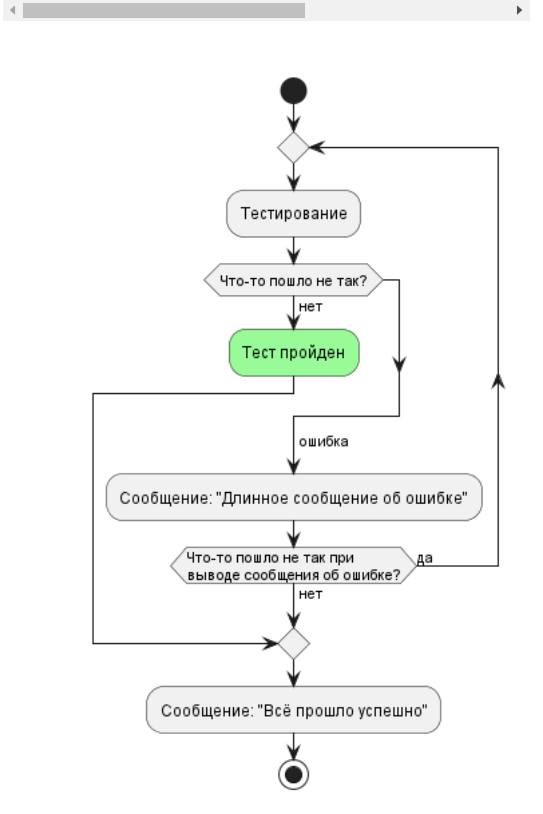 Тестирование
Что-то пошло не так?
нет
Тест пройден
ошибка
Сообщение: "Длинное сообщение об ошибке"
Что-то пошло не так при
выводе сообщения об ошибке?
да
нет
Сообщение: "Всё прошло успешно"